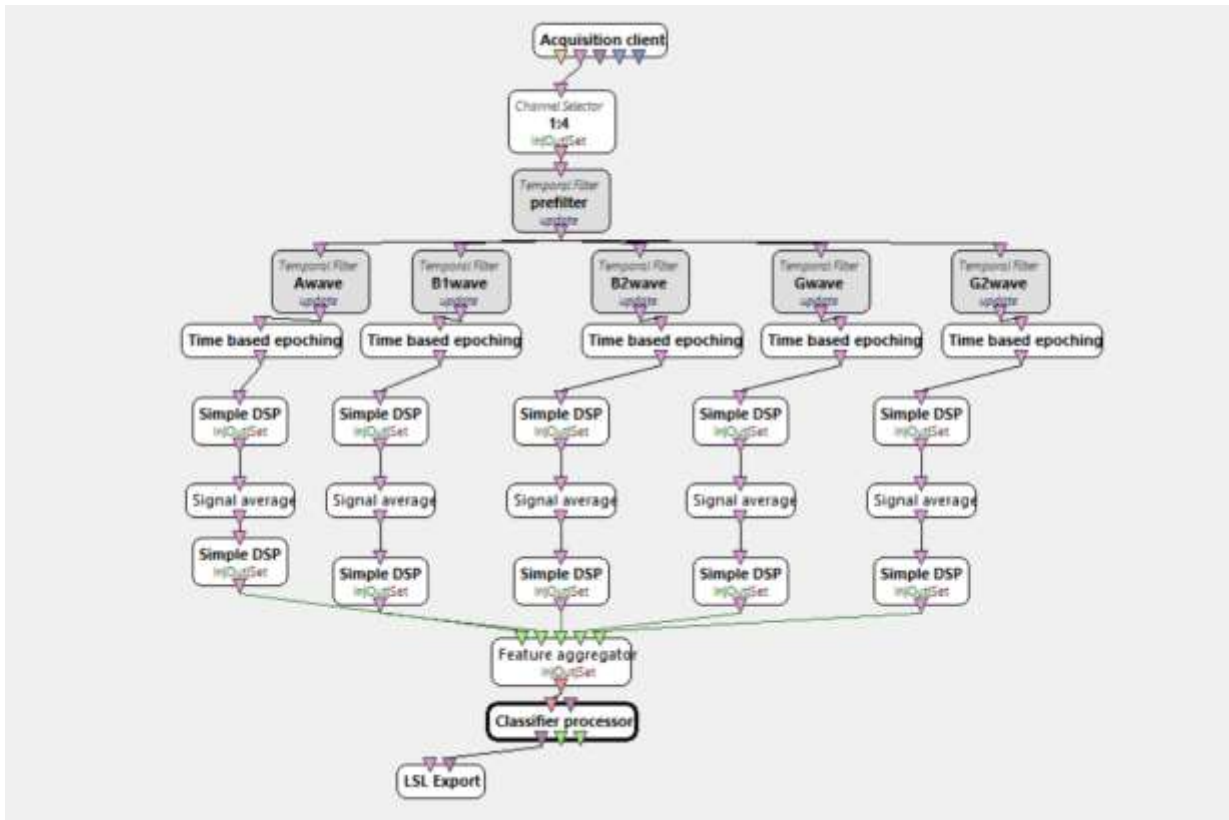 Acquisition client
Channel Selector
1:4
In|Out|Set
Temporal Filter
prefilter
update
Temporal Filter Temporal Filter Temporal Filter Temporal Filter Temporal Filter
Awave B1wave B2wave Gwave G2wave
update update update update update
Time based epoching Time based epoching Time based epoching Time based epoching Time based epoching
Simple DSP Simple DSP Simple DSP Simple DSP Simple DSP
In|Out|Set In|Out|Set In|Out|Set In|Out|Set In|Out|Set
Signal average Signal average Signal average Signal average Signal average
Simple DSP Simple DSP Simple DSP Simple DSP Simple DSP
In|Out|Set In|Out|Set In|Out|Set In|Out|Set In|Out|Set
Feature aggregator
In|Out|Set
Classifier processor
LSL Export